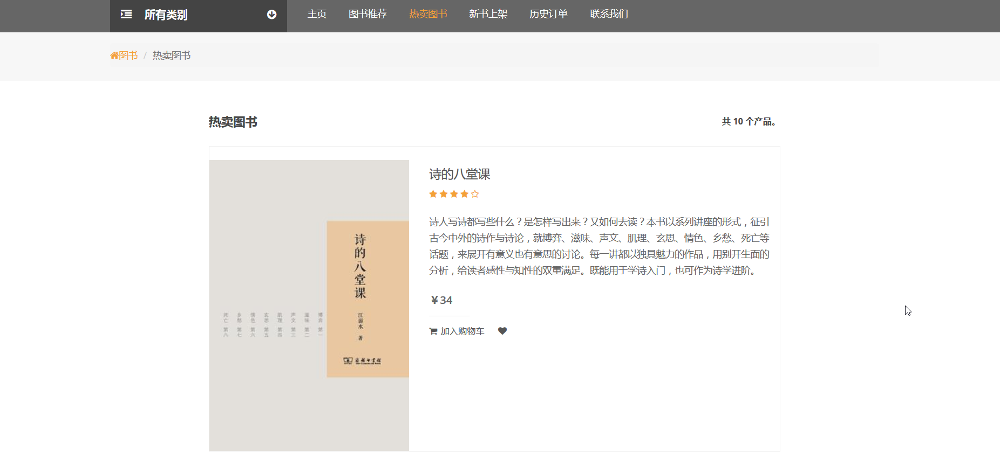 所有类别 主页 图书推荐 热卖图书 新书上架 历史订单 联系我们
图书 / 热卖图书
热卖图书 共 10 个产品。
诗的八堂课
江弱水 著
商务印书馆
The Commercial Press
博弈 第一
滋味 第二
声文 第三
肌理 第四
玄思 第五
情色 第六
乡愁 第七
死亡 第八
诗的八堂课
诗人写诗都写些什么？是怎样写出来？又如何去读？本书以系列讲座的形式，征引
古今中外的诗作与诗论，就博弈、滋味、声文、肌理、玄思、情色、乡愁、死亡等
话题，来展开有意义也有意思的讨论。每一讲都以独具魅力的作品，用别开生面的
分析，给读者感性与知性的双重满足。既能用于学诗入门，也可作为诗学进阶。
¥34
加入购物车